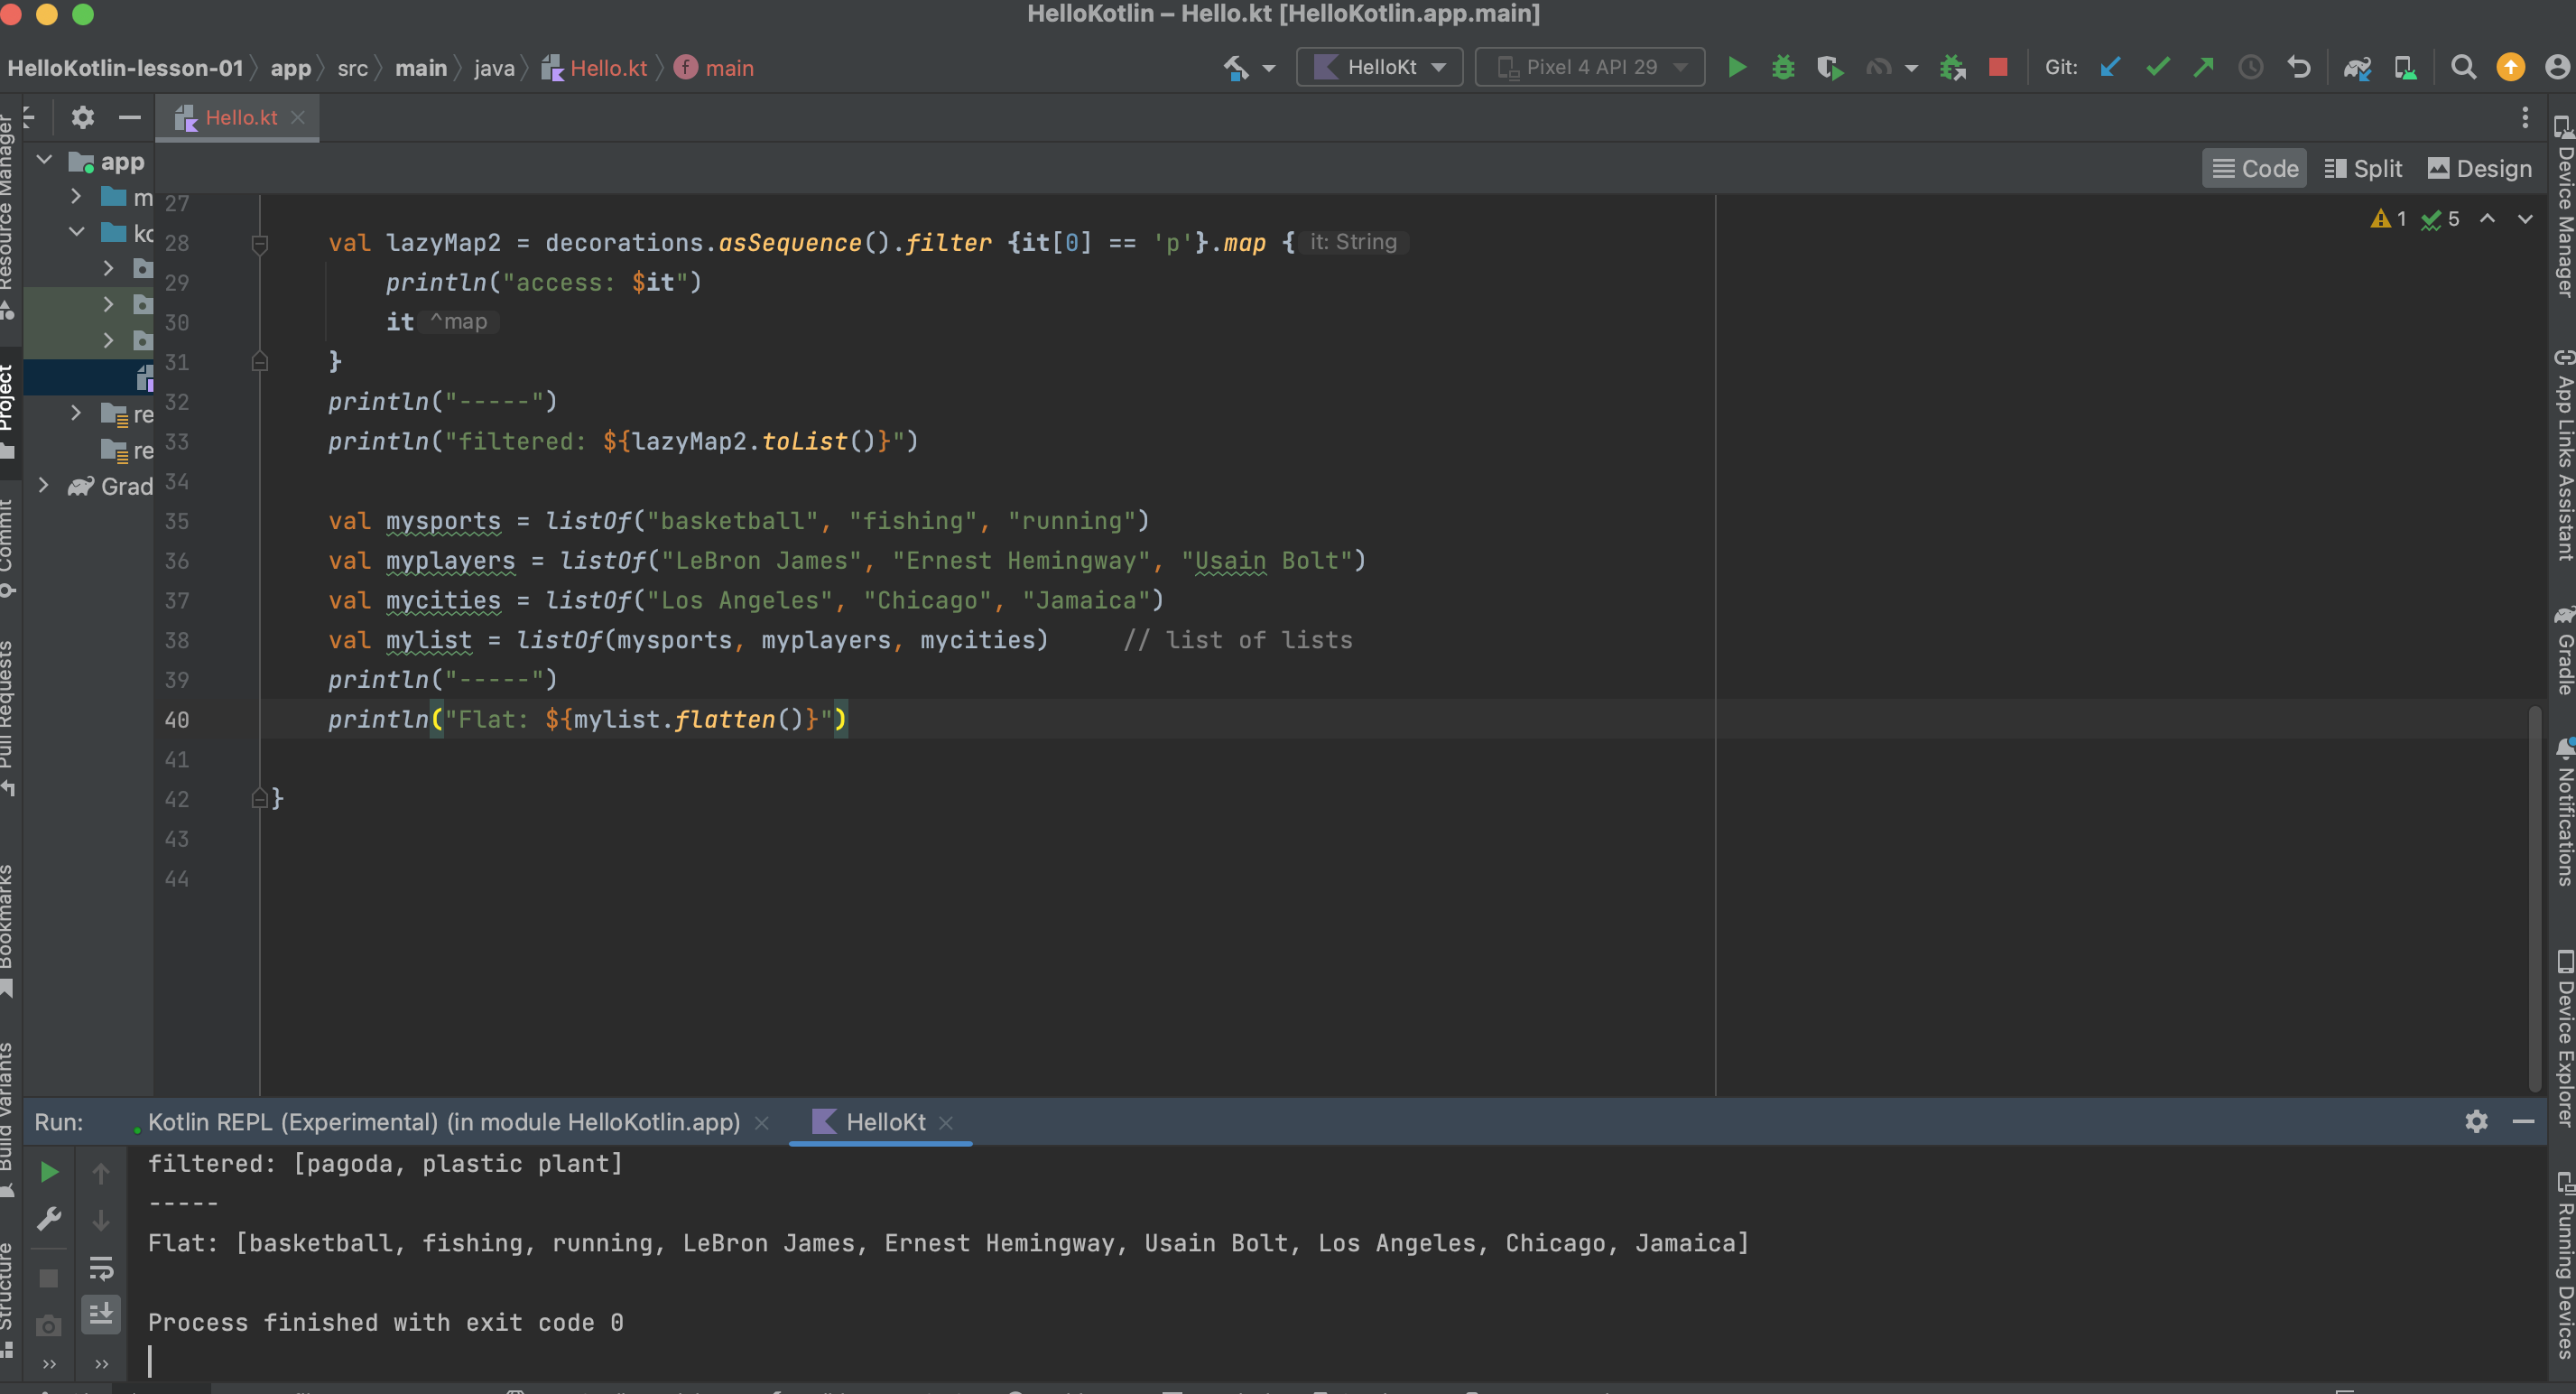 HelloKotlin – Hello.kt [HelloKotlin.app.main]
HelloKotlin-lesson-01 app src main java Hello.kt f main HelloKt Pixel 4 API 29 Git:
Hello.kt
Code Split Design
app
m
Grad
re
re
Resource Manager
Project
Commit
Pull Requests
Bookmarks
Build Variants
Structure
27
28 val lazyMap2 = decorations.asSequence().filter {it[0] == 'p'}.map { it: String
29 println("access: $it")
30 it ^map
31 }
32 println("-----")
33 println("filtered: ${lazyMap2.toList()}")
34
35 val mysports = listOf("basketball", "fishing", "running")
36 val myplayers = listOf("LeBron James", "Ernest Hemingway", "Usain Bolt")
37 val mycities = listOf("Los Angeles", "Chicago", "Jamaica")
38 val mylist = listOf(mysports, myplayers, mycities) // list of lists
39 println("-----")
40 println("Flat: ${mylist.flatten()}")
41
42 }
43
44
1 5
Device Manager
App Links Assistant
Gradle
Notifications
Device Explorer
Running Devices
Run: Kotlin REPL (Experimental) (in module HelloKotlin.app) HelloKt
filtered: [pagoda, plastic plant]
-----
Flat: [basketball, fishing, running, LeBron James, Ernest Hemingway, Usain Bolt, Los Angeles, Chicago, Jamaica]
Process finished with exit code 0